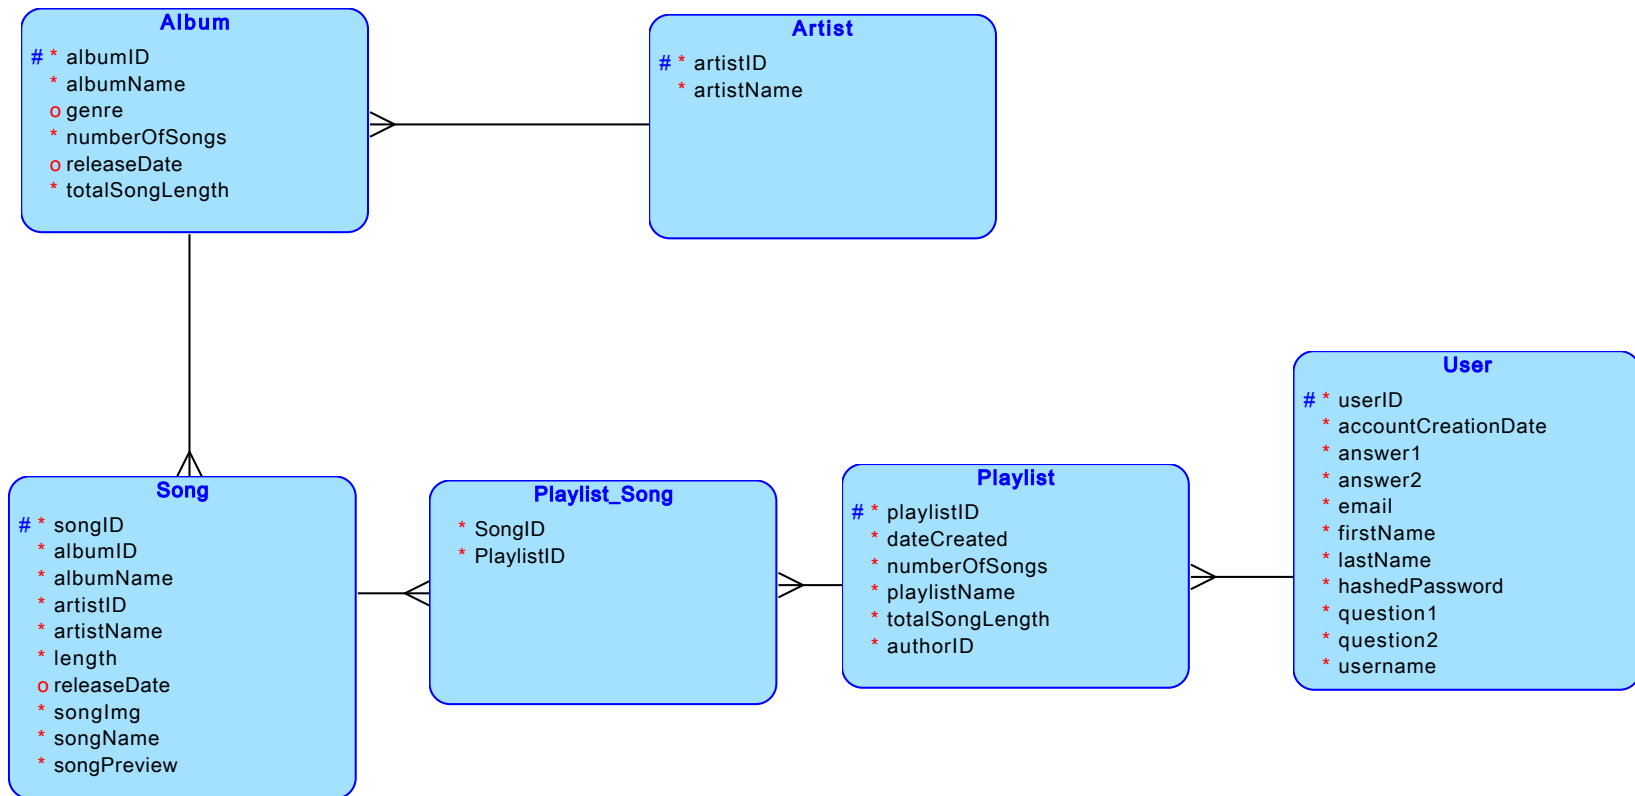 Album
# * albumID
* albumName
o genre
* numberOfSongs
o releaseDate
* totalSongLength
Artist
# * artistID
* artistName
Song
# * songID
* albumID
* albumName
* artistID
* artistName
* length
o releaseDate
* songImg
* songName
* songPreview
Playlist_Song
* SongID
* PlaylistID
Playlist
# * playlistID
* dateCreated
* numberOfSongs
* playlistName
* totalSongLength
* authorID
User
# * userID
* accountCreationDate
* answer1
* answer2
* email
* firstName
* lastName
* hashedPassword
* question1
* question2
* username